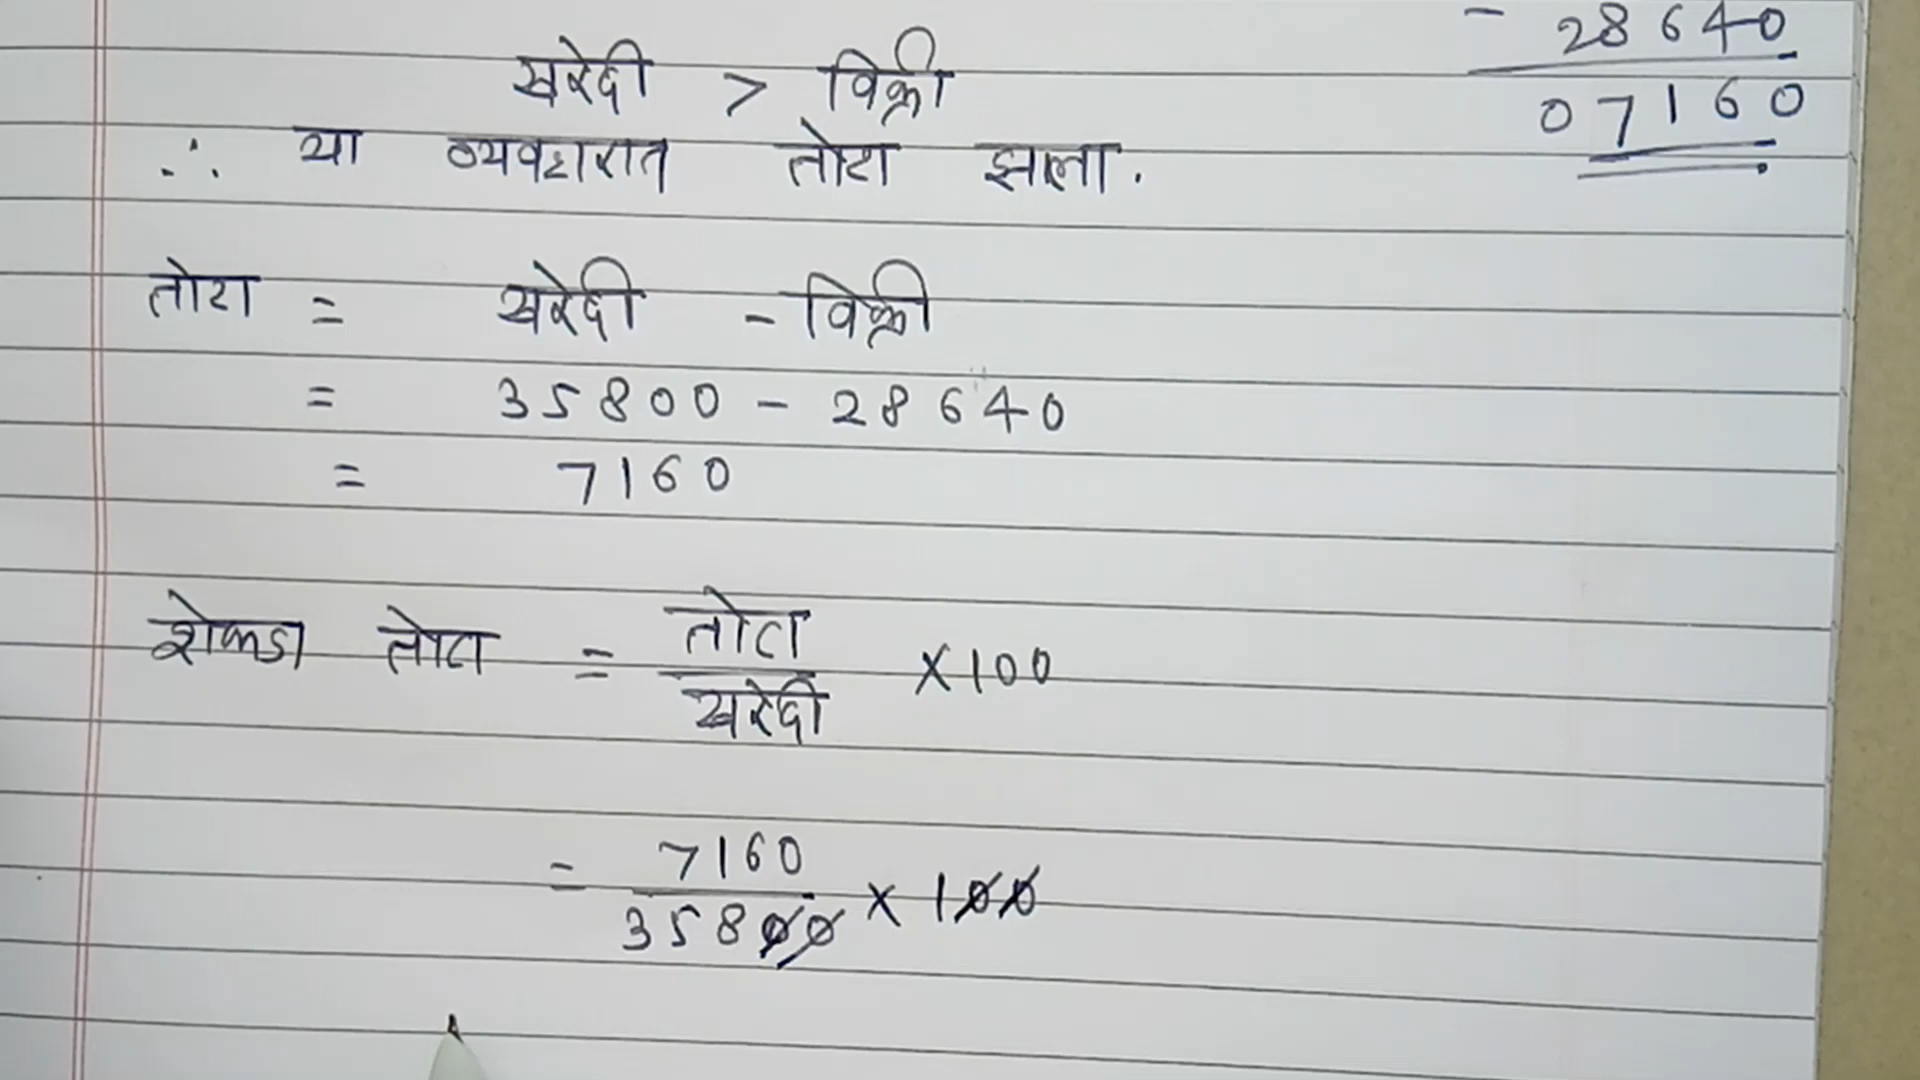 - 28640
07160
खरेदी > विक्री
∴ या व्यवहारात तोटा झाला.
तोटा = खरेदी - विक्री
= 35800 - 28640
= 7160
शेकडा तोटा = तोटा / खरेदी × 100
= 7160 / 35800 × 100